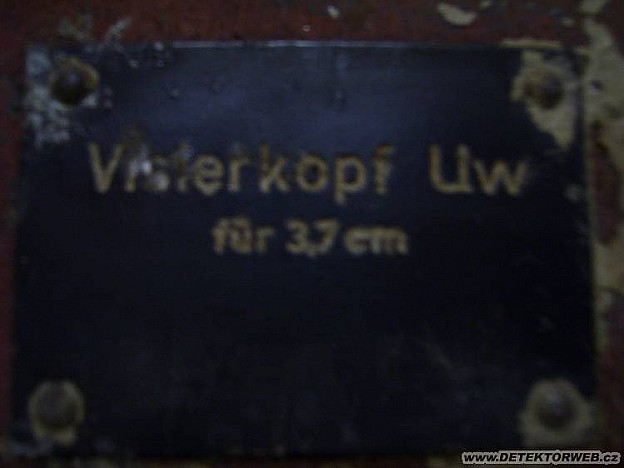 Visierkopf Uw
für 3,7 cm
www.DETEKTORWEB.cz